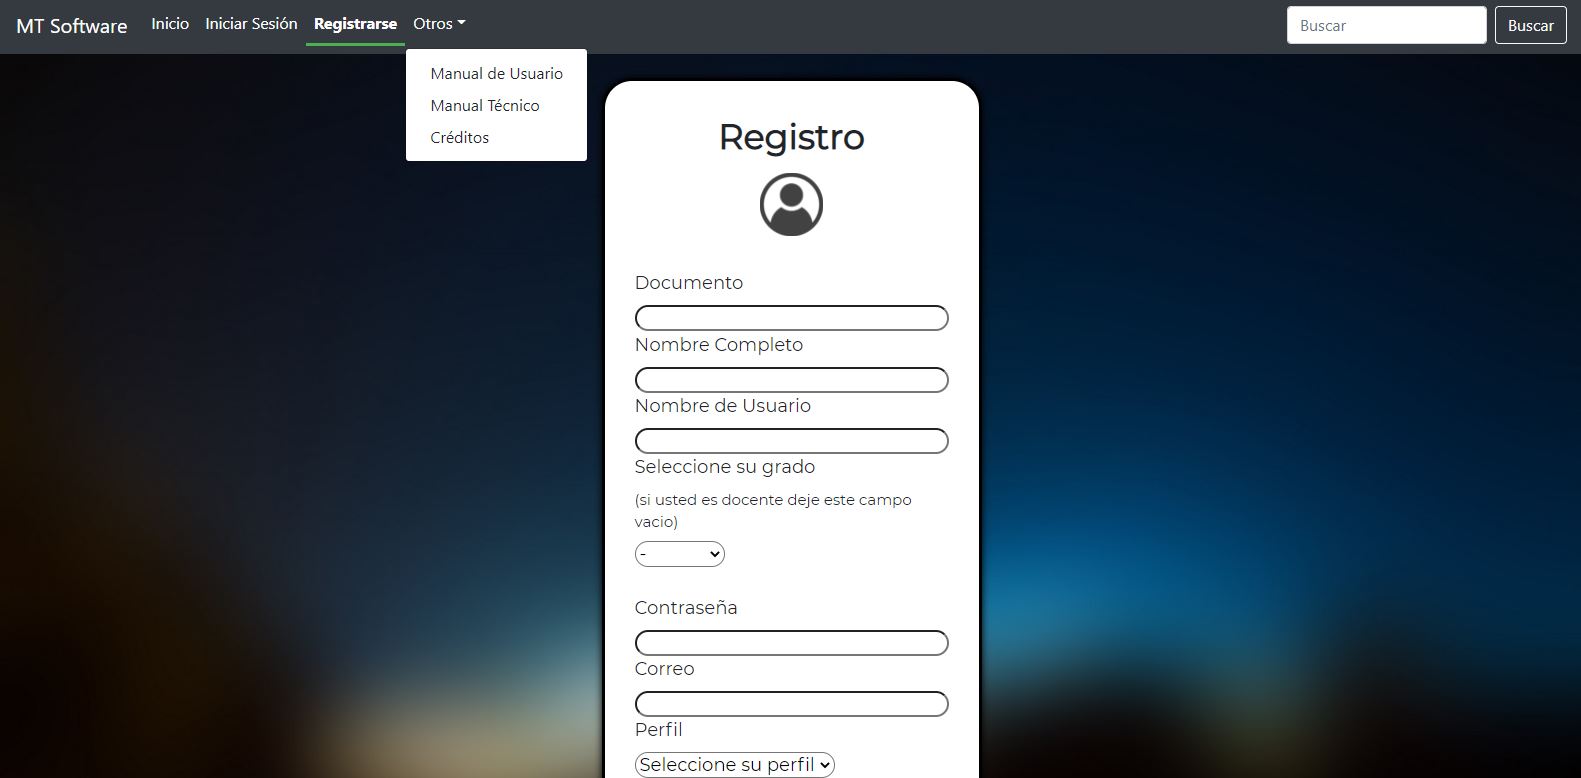 MT Software Inicio Iniciar Sesión Registrarse Otros Buscar Buscar
Manual de Usuario
Manual Técnico
Créditos
Registro
Documento
Nombre Completo
Nombre de Usuario
Seleccione su grado
(si usted es docente deje este campo
vacio)
-
Contraseña
Correo
Perfil
Seleccione su perfil